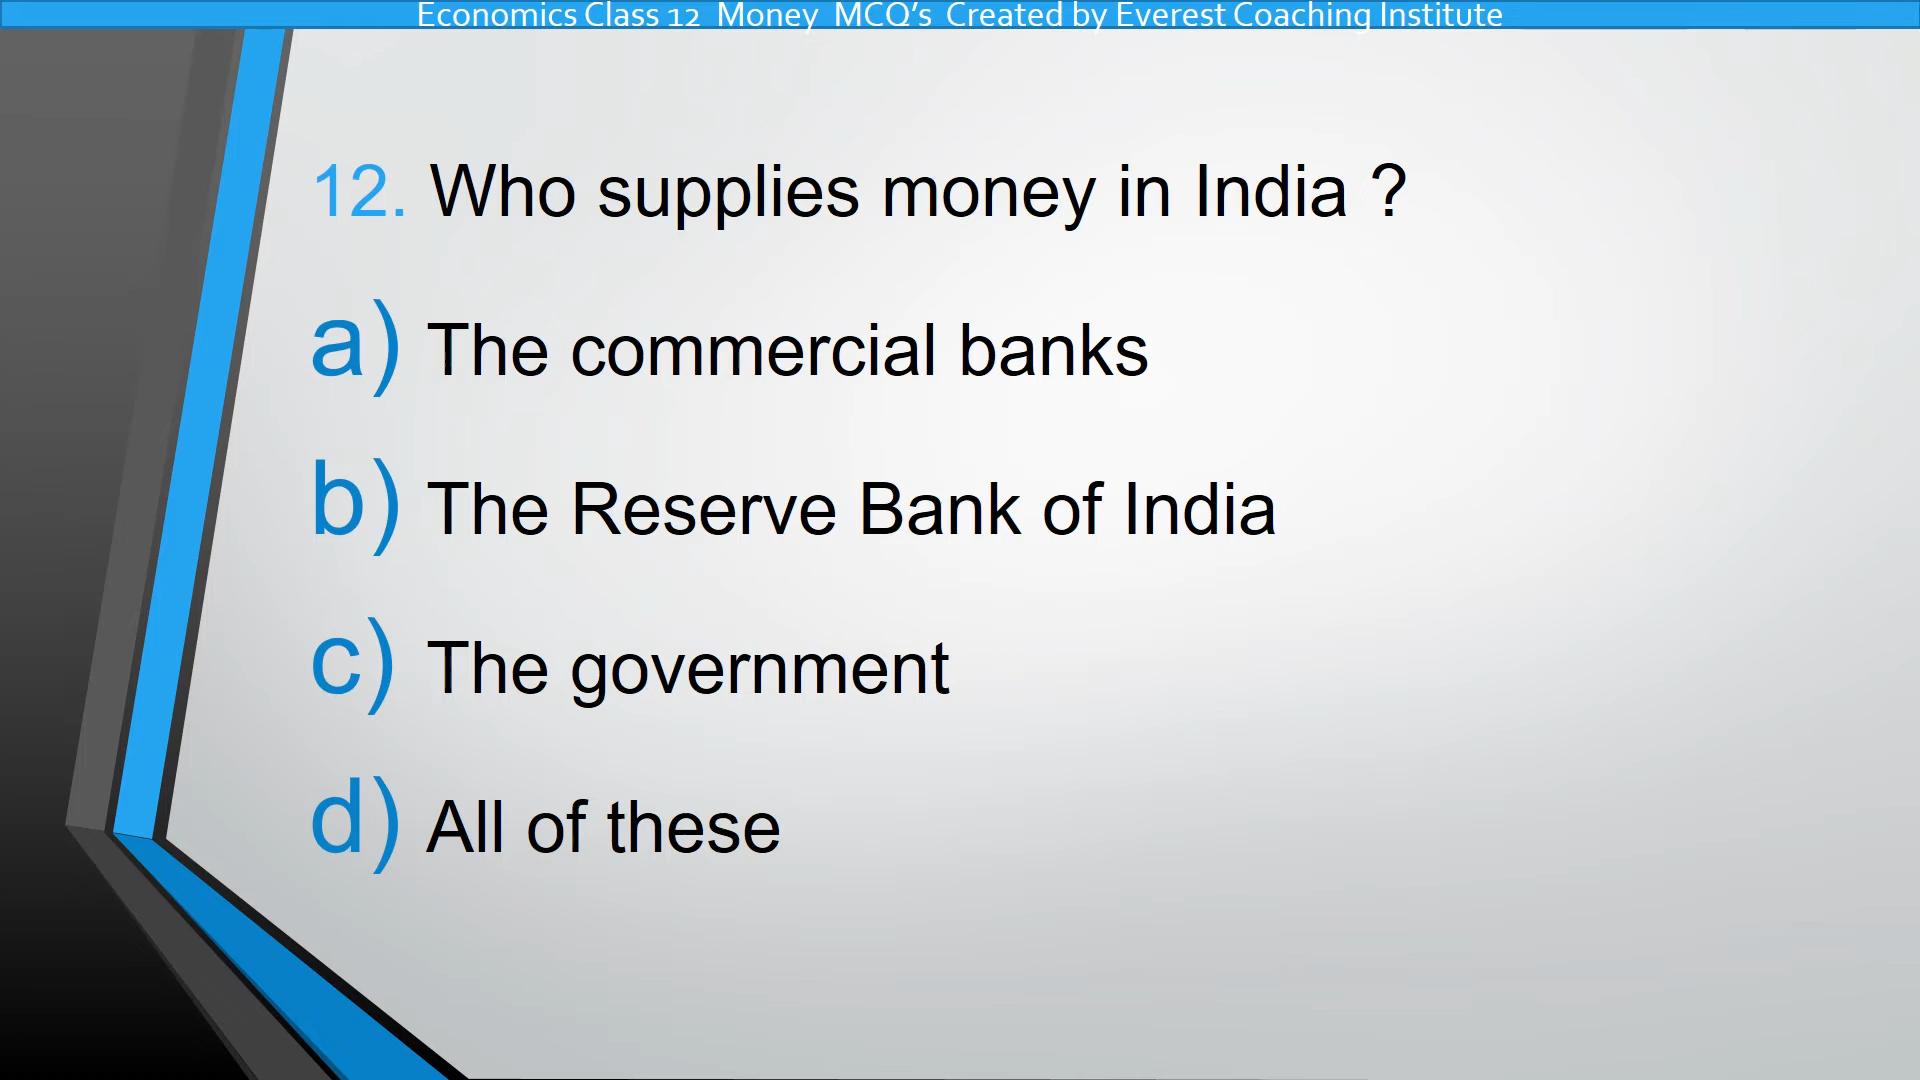 Economics Class 12 Money MCQ's Created by Everest Coaching Institute
12. Who supplies money in India ?
a) The commercial banks
b) The Reserve Bank of India
c) The government
d) All of these